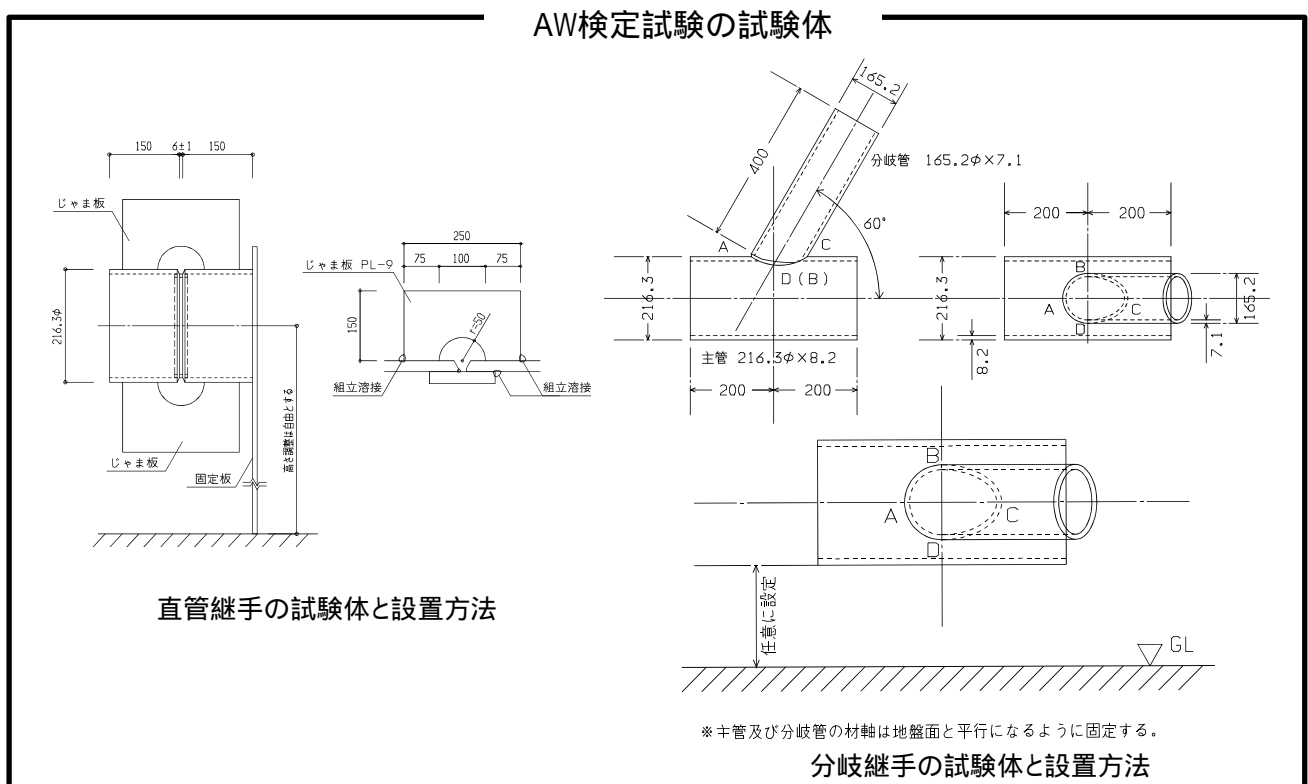 AW検定試験の試験体
150
6±1
150
じゃま板
216.3φ
じゃま板
固定板
高さ調整は自由とする
250
75
100
75
じゃま板 PL-9
150
r=50
組立溶接
組立溶接
直管継手の試験体と設置方法
165.2
400
分岐管 165.2φ×7.1
60°
A
C
D(B)
216.3
主管 216.3φ×8.2
200
200
200
200
216.3
B
A
C
D
165.2
7.1
8.2
B
A
C
D
任意に設定
GL
※主管及び分岐管の材軸は地盤面と平行になるように固定する。
分岐継手の試験体と設置方法